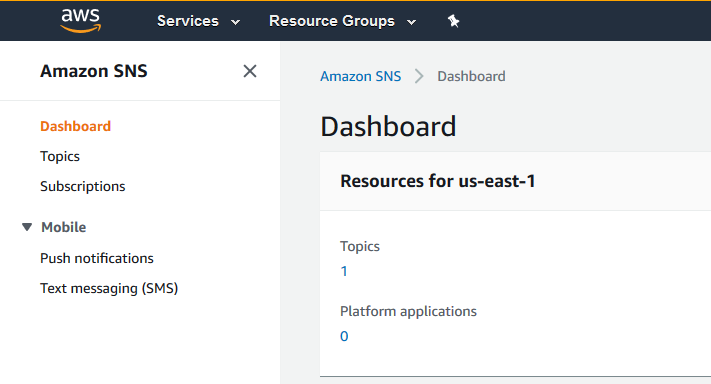 aws
Services
Resource Groups
Amazon SNS
Dashboard
Topics
Subscriptions
Mobile
Push notifications
Text messaging (SMS)
Amazon SNS
Dashboard
Dashboard
Resources for us-east-1
Topics
1
Platform applications
0